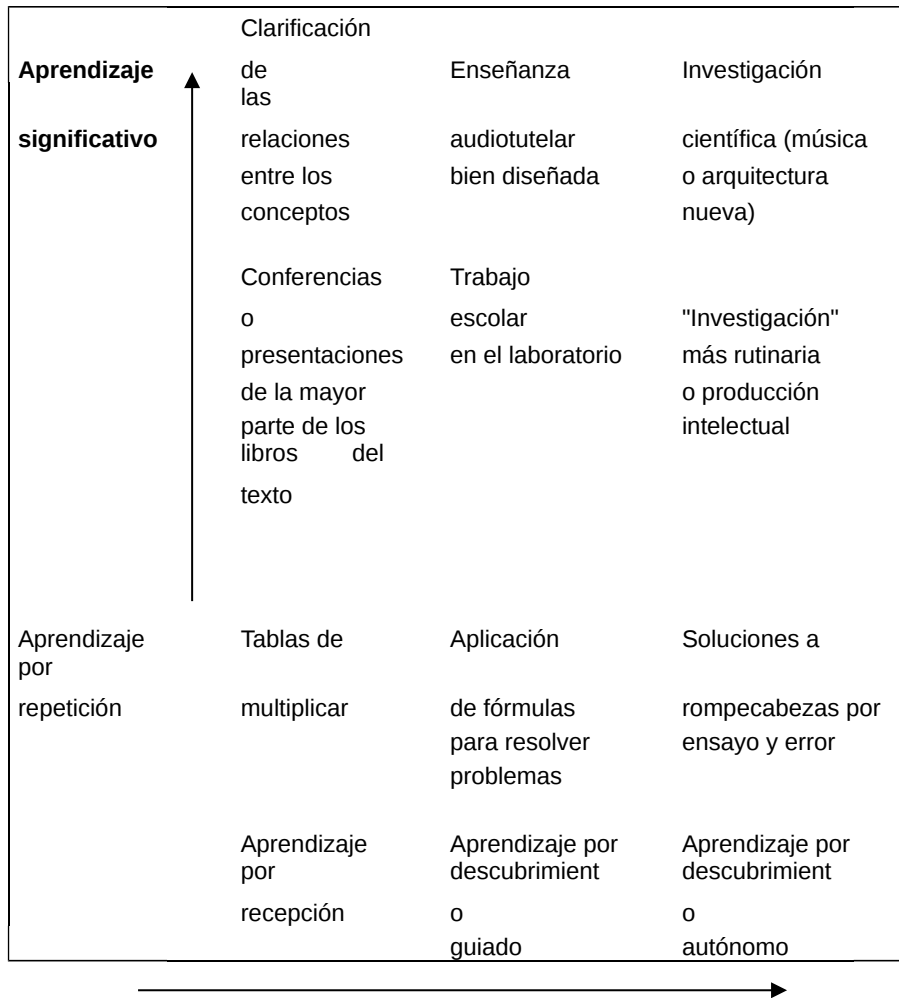 Clarificación
Aprendizaje de Enseñanza Investigación
las
significativo relaciones audiotutelar científica (música
entre los bien diseñada o arquitectura
conceptos nueva)
Conferencias Trabajo
o escolar "Investigación"
presentaciones en el laboratorio más rutinaria
de la mayor o producción
parte de los intelectual
libros del
texto
Aprendizaje Tablas de Aplicación Soluciones a
por
repetición multiplicar de fórmulas rompecabezas por
para resolver ensayo y error
problemas
Aprendizaje Aprendizaje por Aprendizaje por
por descubrimient descubrimient
recepción o o
guiado autónomo